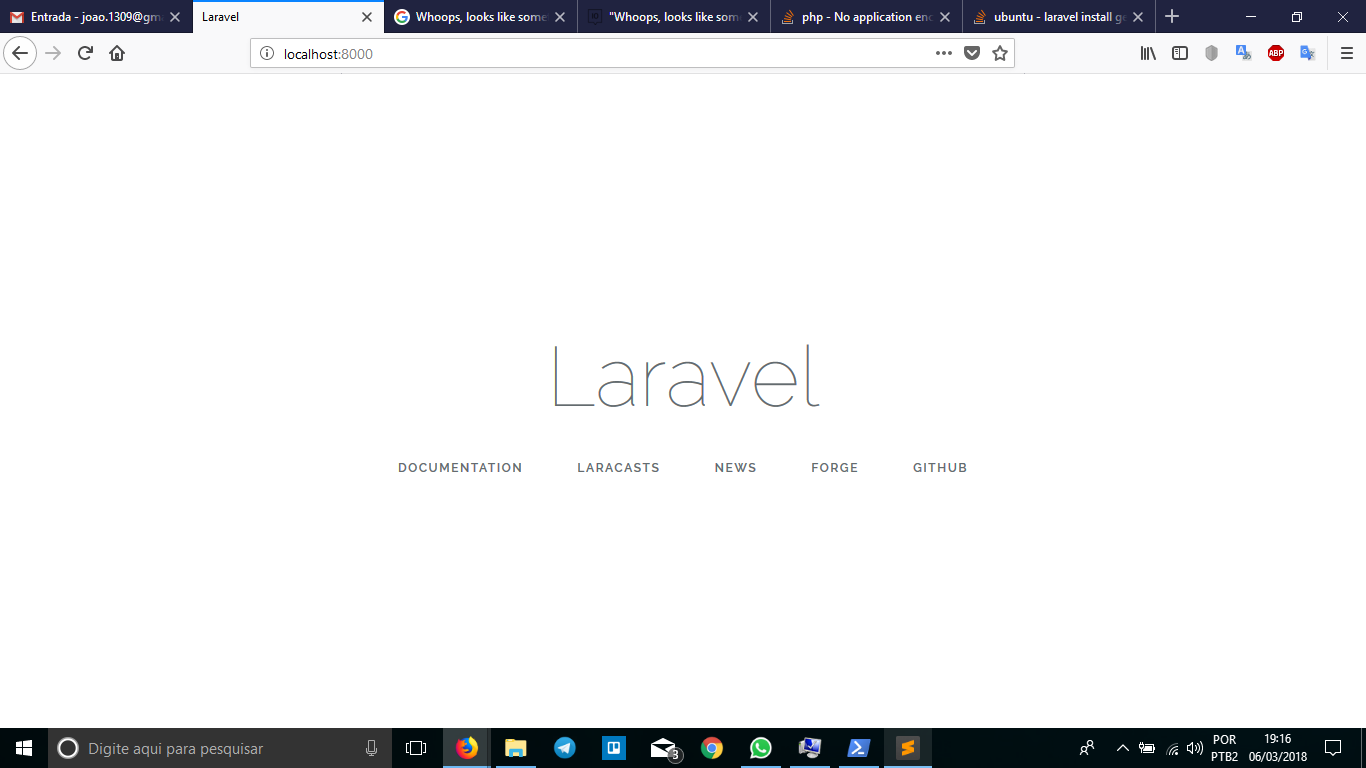 Entrada - joao.1309@gm
Laravel
Whoops, looks like some
"Whoops, looks like som
php - No application enc
ubuntu - laravel install g
localhost:8000
ABP
Laravel
DOCUMENTATION
LARACASTS
NEWS
FORGE
GITHUB
Digite aqui para pesquisar
3
POR
PTB2
19:16
06/03/2018